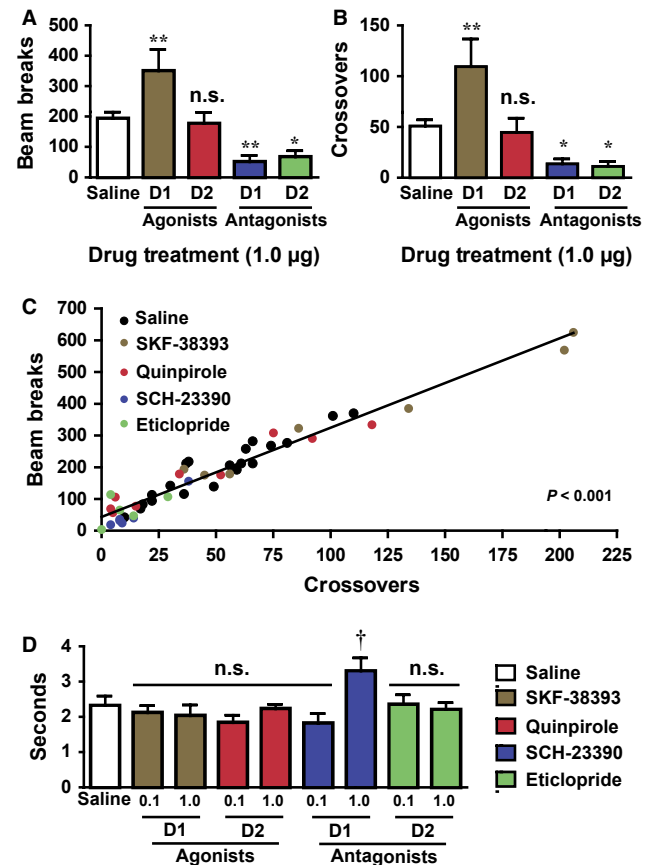 A
Beam breaks
500
400
300
200
100
0
**
n.s.
**
*
Saline D1 D2 D1 D2
Agonists Antagonists
Drug treatment (1.0 µg)
B
Crossovers
150
100
50
0
**
n.s.
*
*
Saline D1 D2 D1 D2
Agonists Antagonists
Drug treatment (1.0 µg)
C
Beam breaks
700
600
500
400
300
200
100
0
Saline
SKF-38393
Quinpirole
SCH-23390
Eticlopride
P < 0.001
0 25 50 75 100 125 150 175 200 225
Crossovers
D
Seconds
4
3
2
1
0
n.s.
†
n.s.
Saline 0.1 1.0 0.1 1.0 0.1 1.0 0.1 1.0
D1 D2 D1 D2
Agonists Antagonists
Saline
SKF-38393
Quinpirole
SCH-23390
Eticlopride